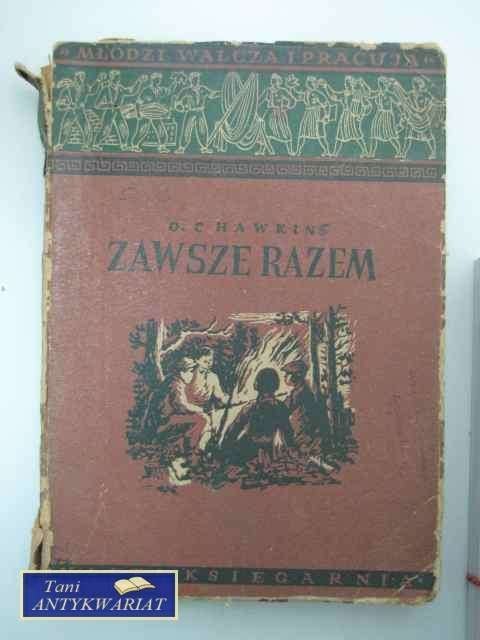 "MŁODZI WALCZĄ I PRACUJĄ"
O. C HAWKINS
ZAWSZE RAZEM
KSIĘGARNIA
Tani
ANTYKWARIAT